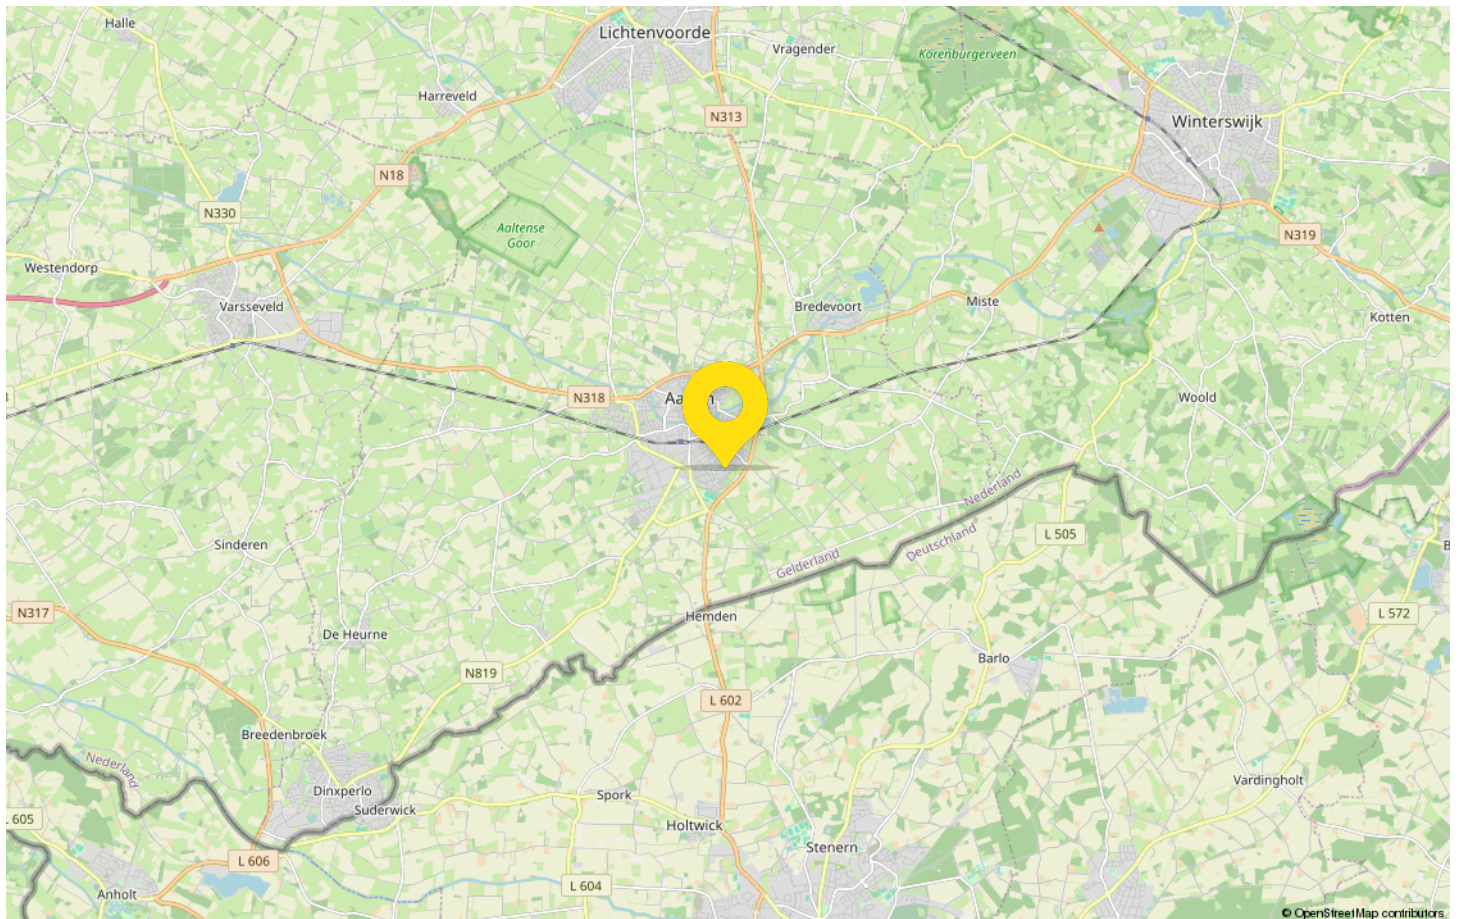 Halle
Lichtenvoorde
Vragender
Korenburgerveen
Harreveld
N313
Winterswijk
N18
N330
Aaltense
Goor
N319
Westendorp
Varsseveld
Bredevoort
Miste
Kotten
N318
Woold
Nederland
Gelderland
Deutschland
L 505
Sinderen
N317
Hemden
L 572
De Heurne
Barlo
N819
L 602
Breedenbroek
Nederland
Vardingholt
Dinxperlo
Spork
Suderwick
605
Holtwick
Stenern
L 606
L 604
Anholt
© OpenStreetMap contributors